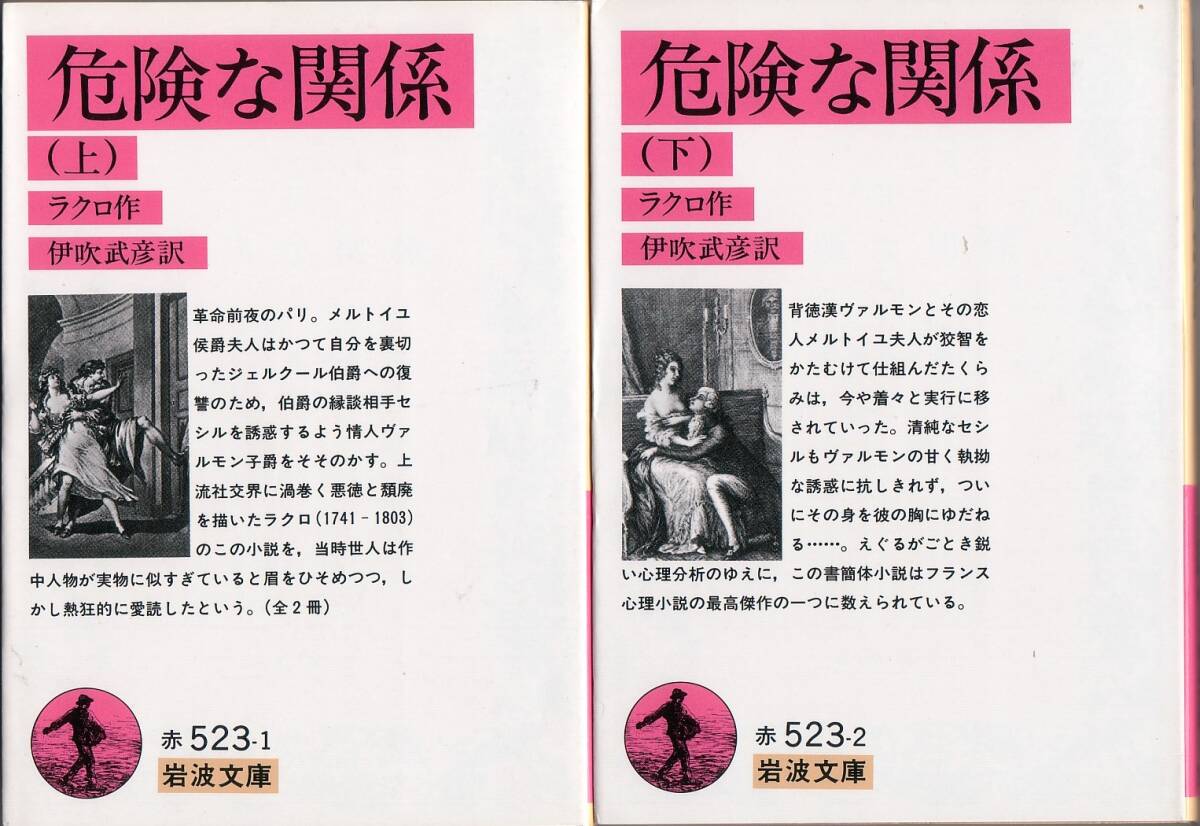 危険な関係
(上)
ラクロ作
伊吹武彦訳
革命前夜のパリ。メルトイユ
侯爵夫人はかつて自分を裏切
ったジェルクール伯爵への復
讐のため，伯爵の縁談相手セ
シルを誘惑するよう情人ヴァ
ルモン子爵をそそのかす。上
流社交界に渦巻く悪徳と頽廃
を描いたラクロ(1741－1803)
のこの小説を，当時世人は作
中人物が実物に似すぎていると眉をひそめつつ，し
かし熱狂的に愛読したという。(全2冊)
赤 523-1
岩波文庫
危険な関係
(下)
ラクロ作
伊吹武彦訳
背徳漢ヴァルモンとその恋
人メルトイユ夫人が狡智を
かたむけて仕組んだたくら
みは，今や着々と実行に移
されていった。清純なセシ
ルもヴァルモンの甘く執拗
な誘惑に抗しきれず，つい
にその身を彼の胸にゆだね
る……。えぐるがごとき鋭
い心理分析のゆえに，この書簡体小説はフランス
心理小説の最高傑作の一つに数えられている。
赤 523-2
岩波文庫